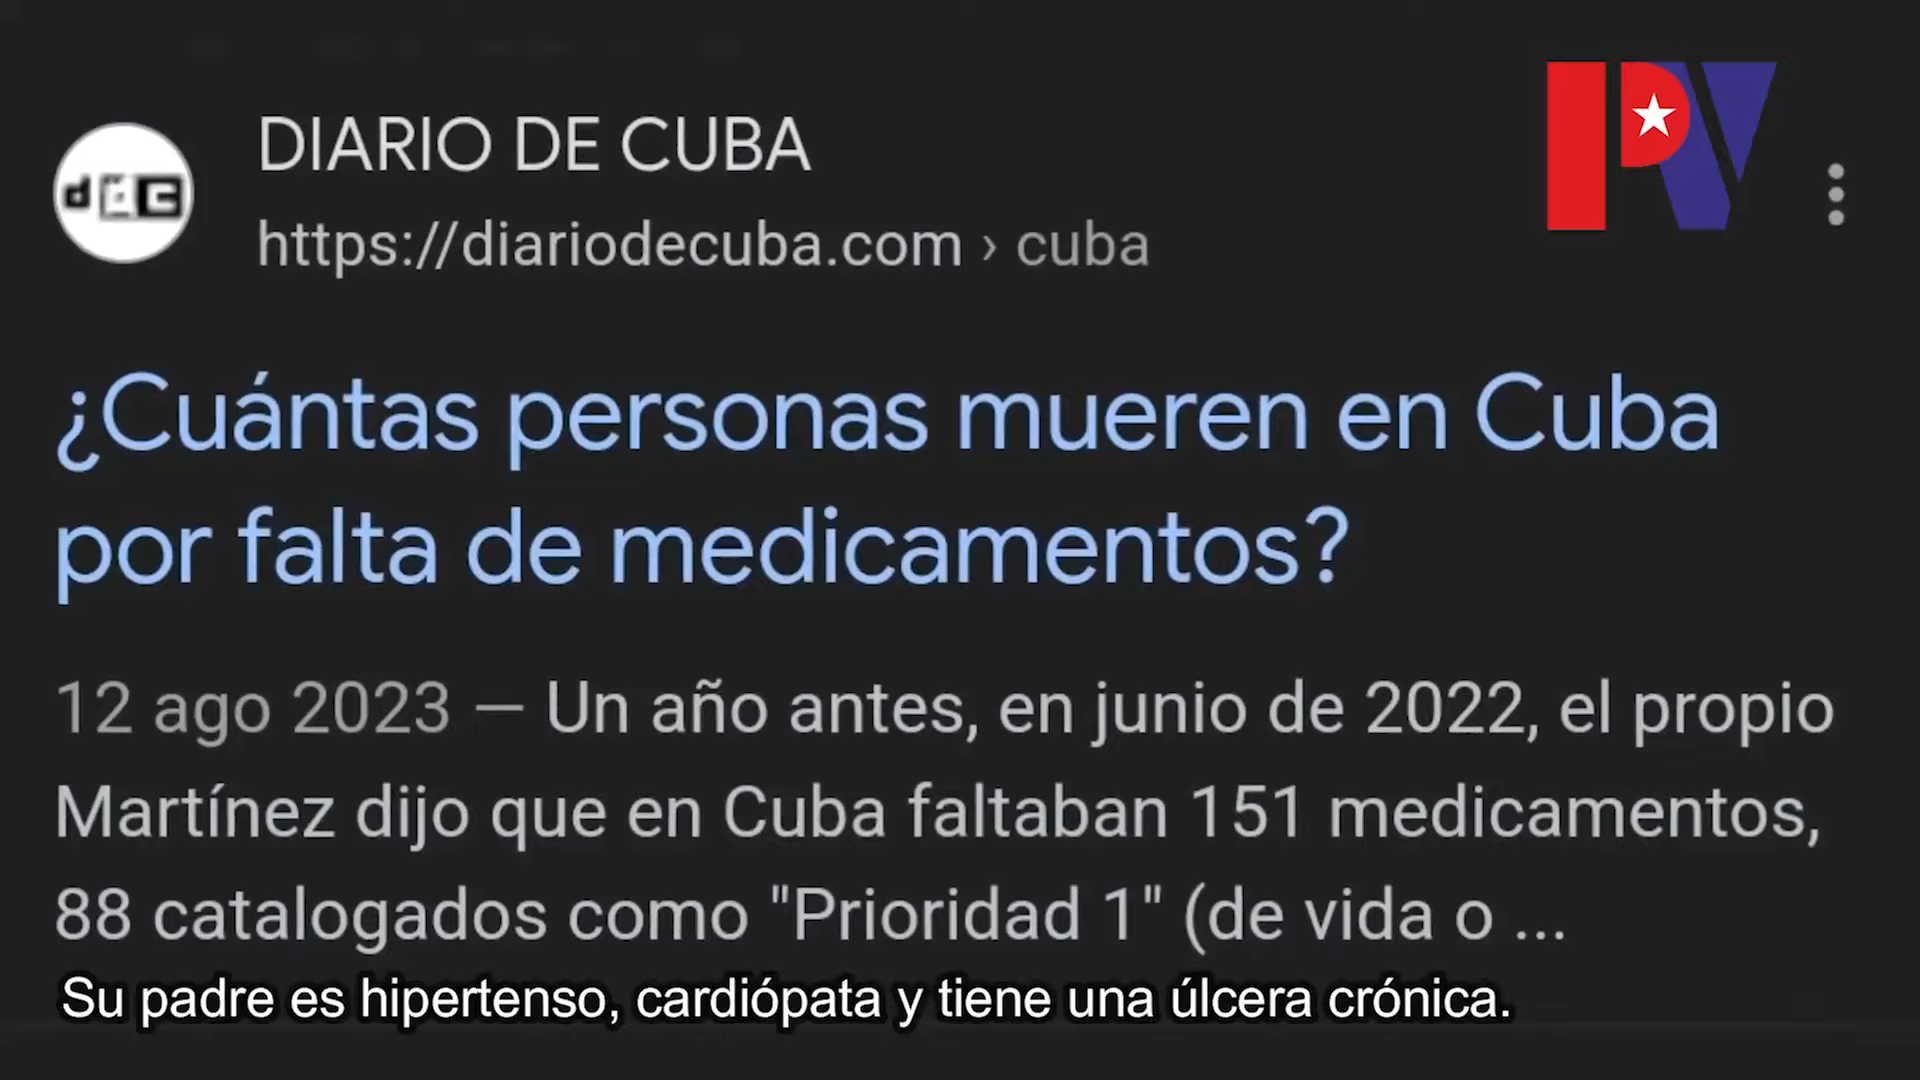 DIARIO DE CUBA
https://diariodecuba.com › cuba
¿Cuántas personas mueren en Cuba
por falta de medicamentos?
12 ago 2023 — Un año antes, en junio de 2022, el propio
Martínez dijo que en Cuba faltaban 151 medicamentos,
88 catalogados como "Prioridad 1" (de vida o ...
Su padre es hipertenso, cardiópata y tiene una úlcera crónica.